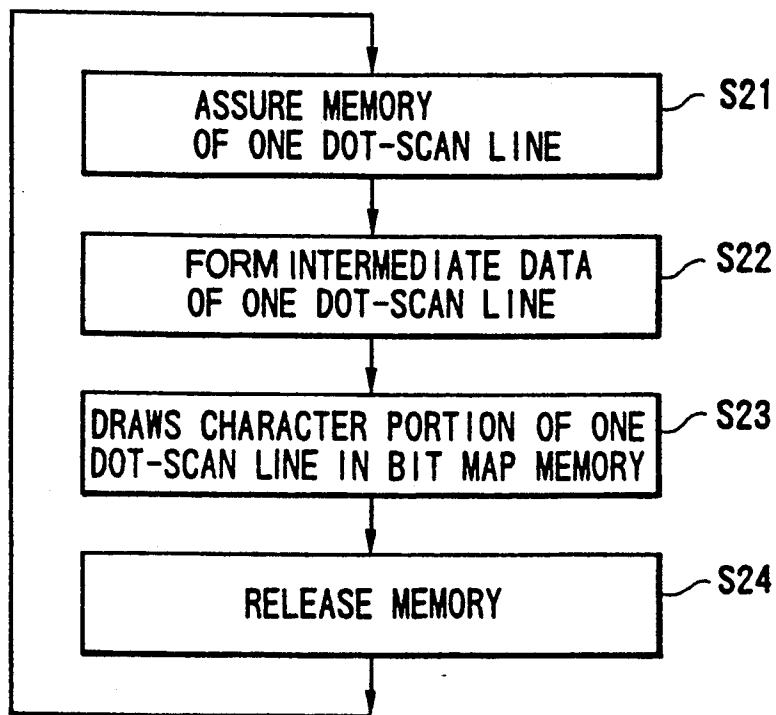 ASSURE MEMORY
OF ONE DOT-SCAN LINE
S21
FORM INTERMEDIATE DATA
OF ONE DOT-SCAN LINE
S22
DRAWS CHARACTER PORTION OF ONE
DOT-SCAN LINE IN BIT MAP MEMORY
S23
RELEASE MEMORY
S24